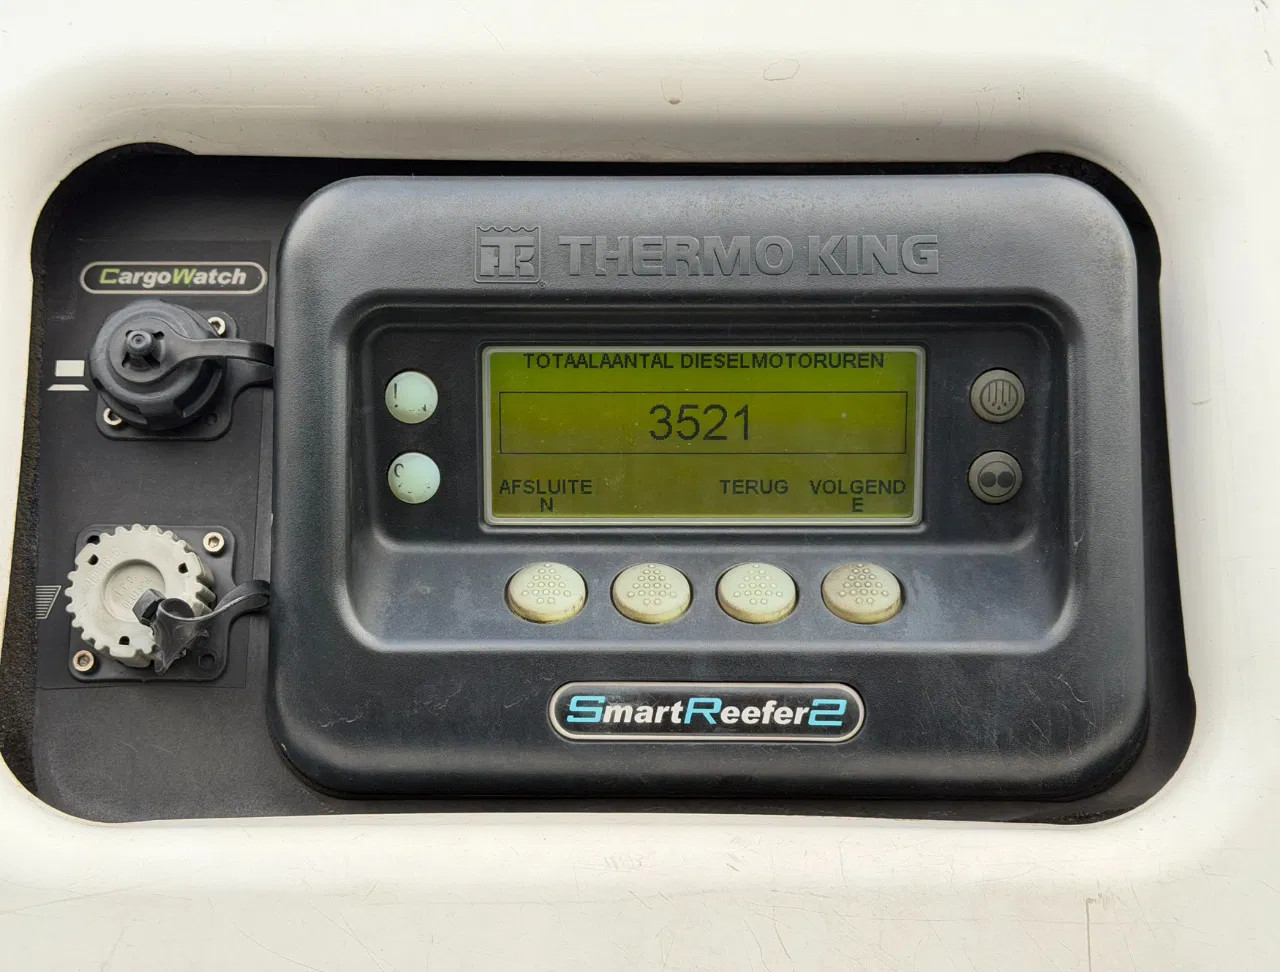 THERMO KING
CargoWatch
TOTAALAANTAL DIESELMOTORUREN
3521
AFSLUITE TERUG VOLGEND
N E
SmartReefer2